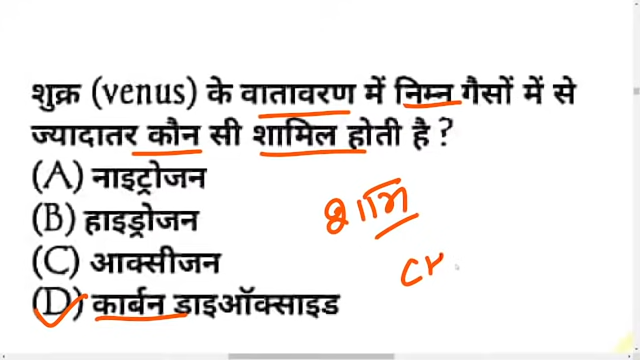 शुक्र (venus) के वातावरण में निम्न गैसों में से
ज्यादातर कौन सी शामिल होती है ?
(A) नाइट्रोजन
(B) हाइड्रोजन
(C) आक्सीजन
(D) कार्बन डाइऑक्साइड